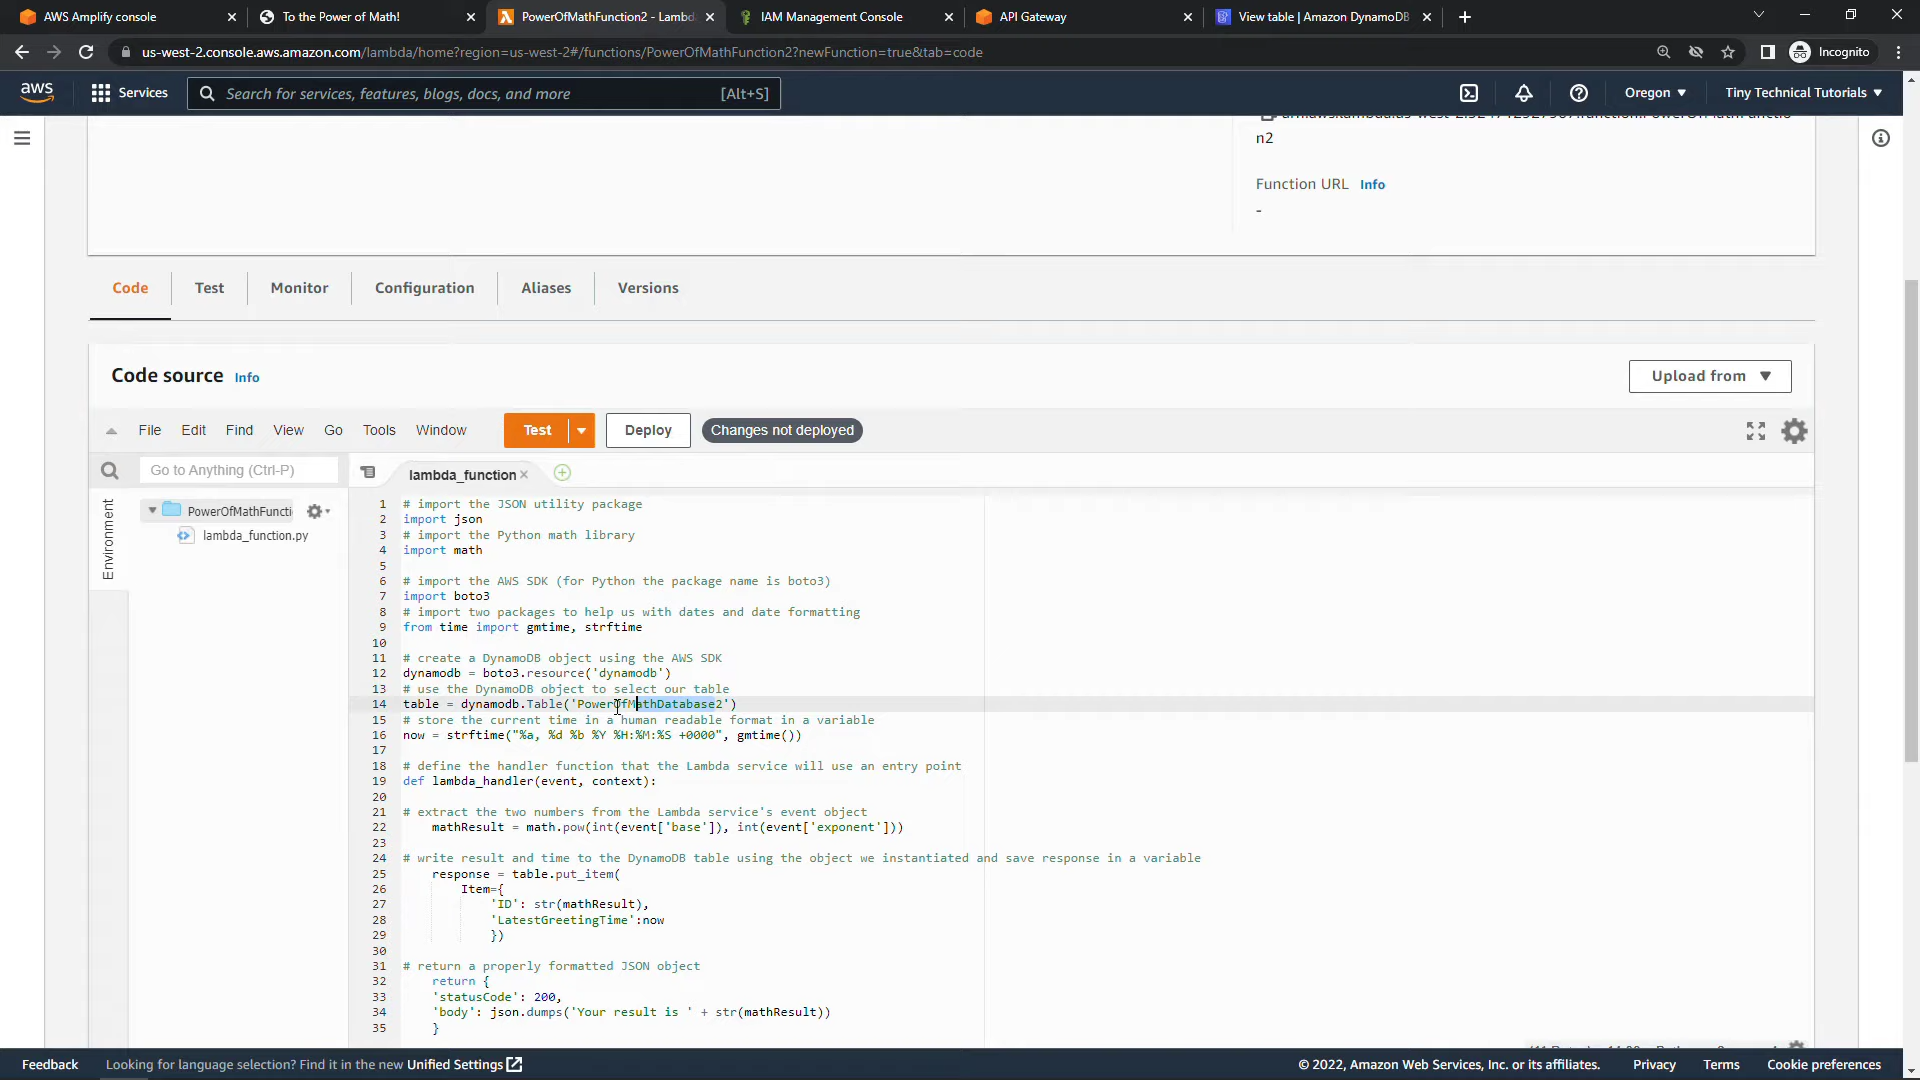 AWS Amplify console
To the Power of Math!
PowerOfMathFunction2 - Lambd
IAM Management Console
API Gateway
View table | Amazon DynamoDB
us-west-2.console.aws.amazon.com/lambda/home?region=us-west-2#/functions/PowerOfMathFunction2?newFunction=true&tab=code
Incognito
aws
Services
Search for services, features, blogs, docs, and more
[Alt+S]
Oregon
Tiny Technical Tutorials
n2
Function URL Info
-
Code
Test
Monitor
Configuration
Aliases
Versions
Code source Info
Upload from
File Edit Find View Go Tools Window
Test
Deploy
Changes not deployed
Go to Anything (Ctrl-P)
lambda_function
Environment
PowerOfMathFuncti
lambda_function.py
1 # import the JSON utility package
2 import json
3 # import the Python math library
4 import math
5
6 # import the AWS SDK (for Python the package name is boto3)
7 import boto3
8 # import two packages to help us with dates and date formatting
9 from time import gmtime, strftime
10
11 # create a DynamoDB object using the AWS SDK
12 dynamodb = boto3.resource('dynamodb')
13 # use the DynamoDB object to select our table
14 table = dynamodb.Table('PowerOfMathDatabase2')
15 # store the current time in a human readable format in a variable
16 now = strftime("%a, %d %b %Y %H:%M:%S +0000", gmtime())
17
18 # define the handler function that the Lambda service will use an entry point
19 def lambda_handler(event, context):
20
21 # extract the two numbers from the Lambda service's event object
22 mathResult = math.pow(int(event['base']), int(event['exponent']))
23
24 # write result and time to the DynamoDB table using the object we instantiated and save response in a variable
25 response = table.put_item(
26 Item={
27 'ID': str(mathResult),
28 'LatestGreetingTime':now
29 })
30
31 # return a properly formatted JSON object
32 return {
33 'statusCode': 200,
34 'body': json.dumps('Your result is ' + str(mathResult))
35 }
Feedback
Looking for language selection? Find it in the new Unified Settings
© 2022, Amazon Web Services, Inc. or its affiliates.
Privacy
Terms
Cookie preferences